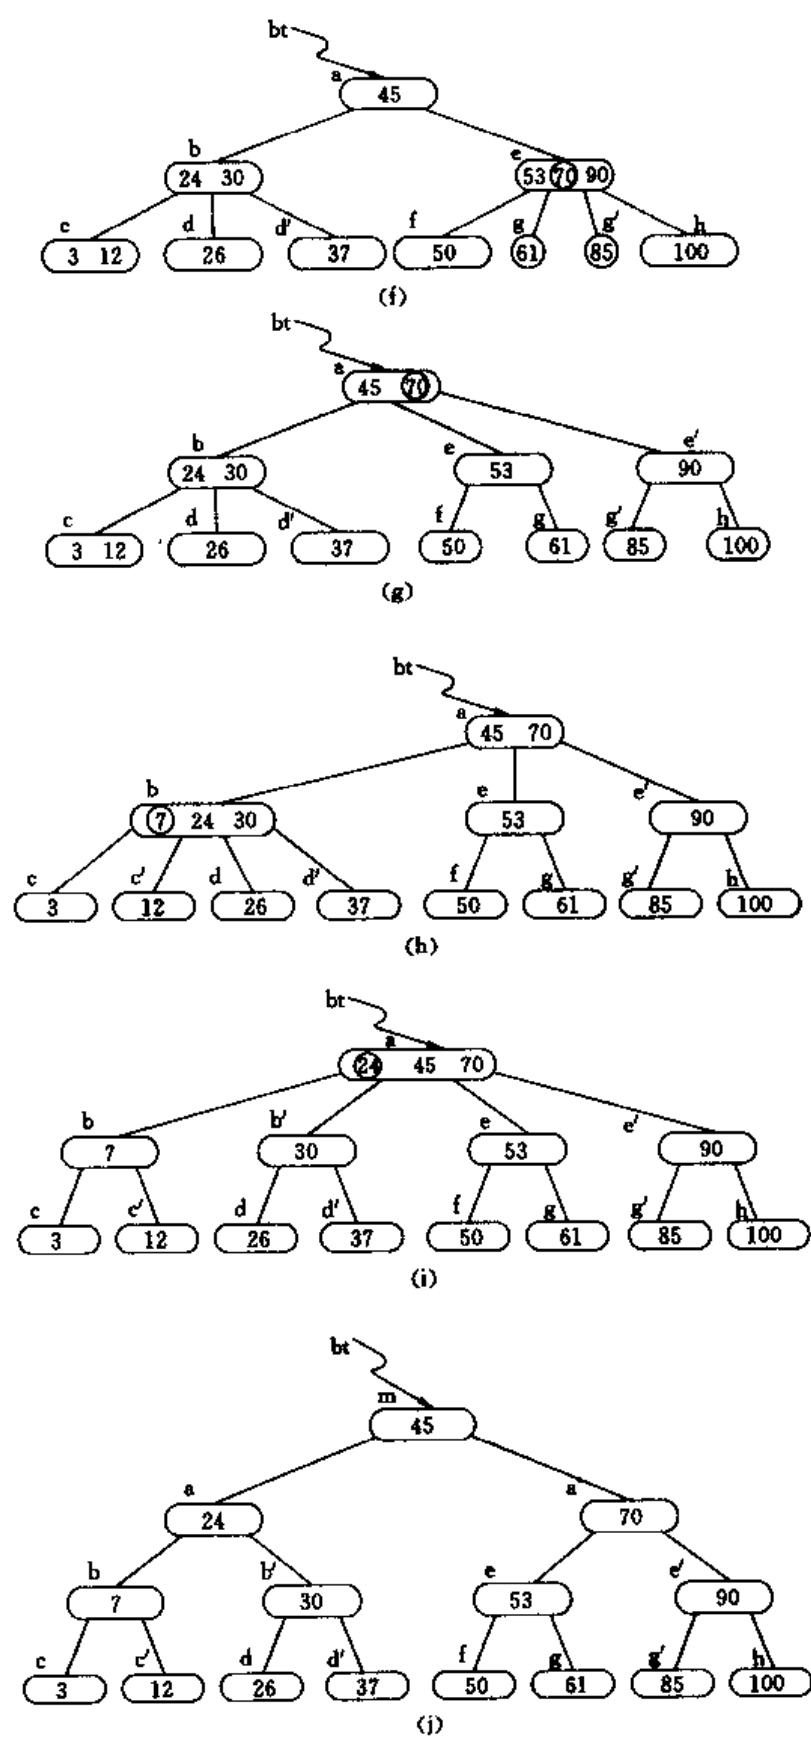 bt
a
45
b e
24 30 53 70 90
c d d' f g g' h
3 12 26 37 50 61 85 100
(f)
bt
a
45 70
b e e'
24 30 53 90
c d d' f g g' h
3 12 26 37 50 61 85 100
(g)
bt
a
45 70
b e e'
7 24 30 53 90
c c' d d' f g g' h
3 12 26 37 50 61 85 100
(h)
bt
a
24 45 70
b b' e e'
7 30 53 90
c c' d d' f g g' h
3 12 26 37 50 61 85 100
(i)
bt
m
45
a a'
24 70
b b' e e'
7 30 53 90
c c' d d' f g g' h
3 12 26 37 50 61 85 100
(j)